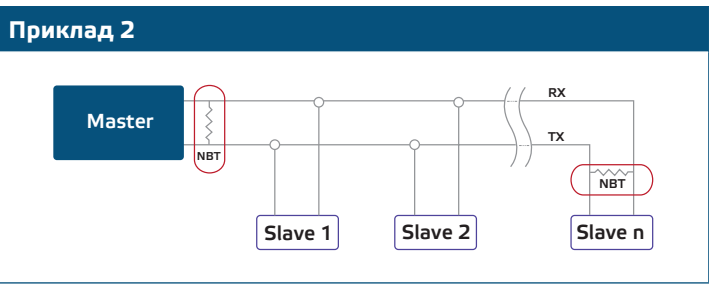 Приклад 2
RX
Master
TX
NBT
NBT
Slave 1
Slave 2
Slave n